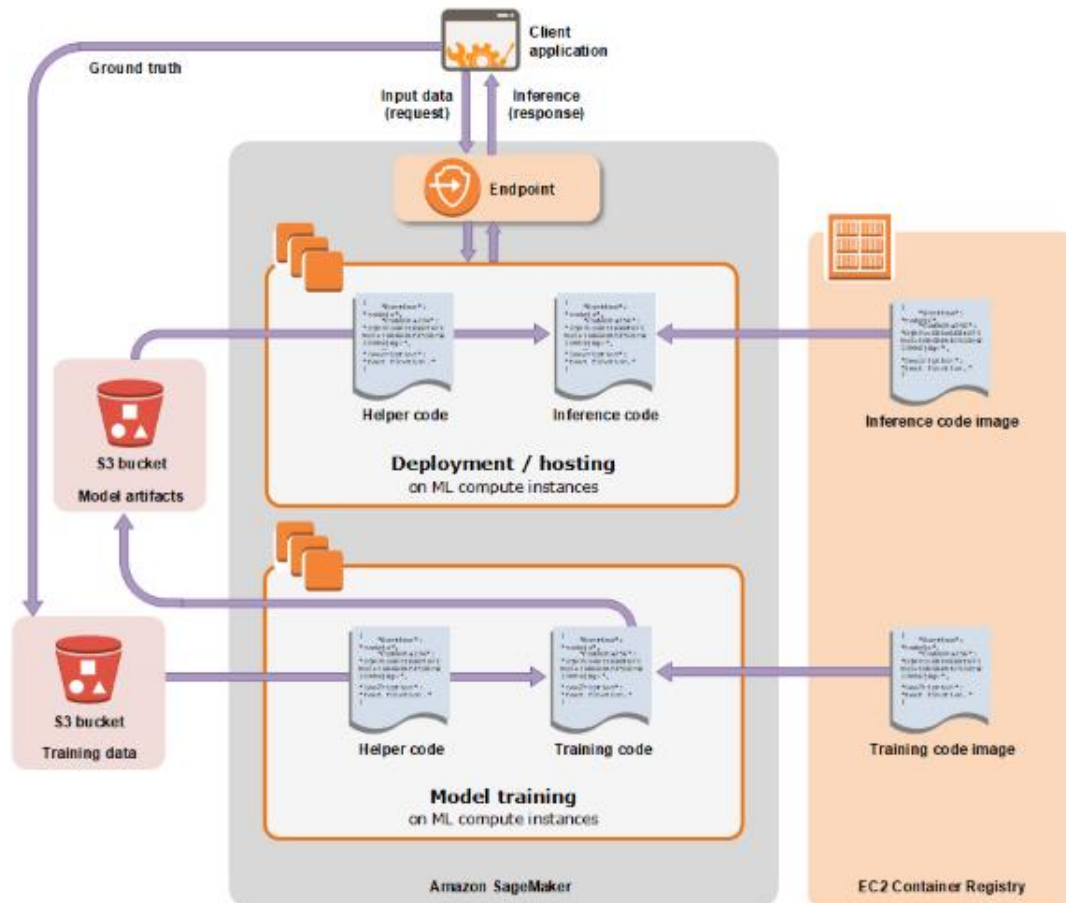 Client
application
Ground truth
Input data
(request)
Inference
(response)
Endpoint
Helper code
Inference code
Inference code image
Deployment / hosting
on ML compute instances
S3 bucket
Model artifacts
S3 bucket
Training data
Helper code
Training code
Training code image
Model training
on ML compute instances
Amazon SageMaker
EC2 Container Registry